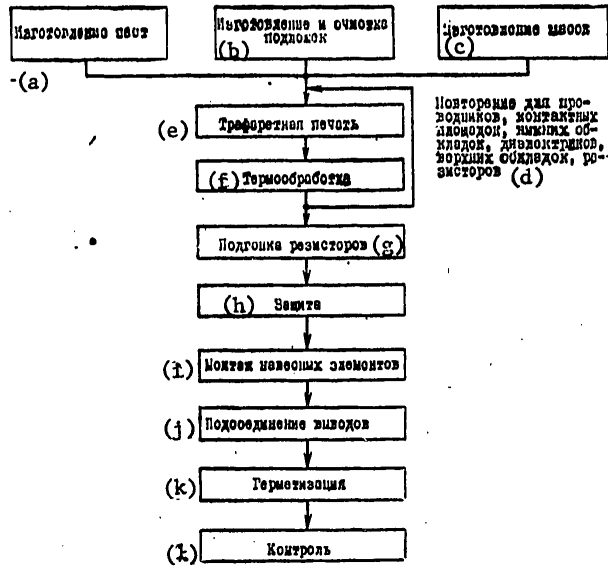 Изготовление паст
(a)
Изготовление и очистка
подложек
(b)
Изготовление масок
(c)
Повторение для про-
водников, контактных
площадок, нижних об-
кладок, диэлектриков,
верхних обкладок, ре-
зисторов (d)
(e) Трафаретная печать
(f) Термообработка
Подгонка резисторов (g)
(h) Защита
(i) Монтаж навесных элементов
(j) Подсоединение выводов
(k) Герметизация
(l) Контроль